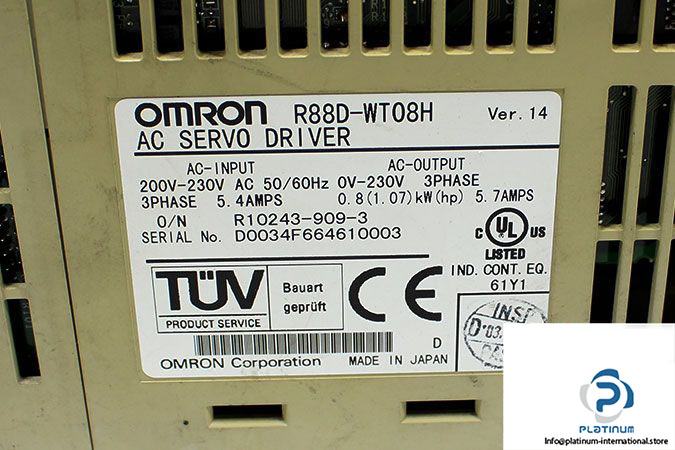 OMRON R88D-WT08H Ver. 14
AC SERVO DRIVER
AC-INPUT AC-OUTPUT
200V-230V AC 50/60Hz 0V-230V 3PHASE
3PHASE 5.4AMPS 0.8(1.07)kW(hp) 5.7AMPS
O/N R10243-909-3
SERIAL No. D0034F664610003
C UL US
LISTED
IND. CONT. EQ.
61Y1
TÜV
PRODUCT SERVICE
Bauart
geprüft
CE
INSP
D '03.
D
OMRON Corporation MADE IN JAPAN
PLATINUM
Info@platinum-international.store